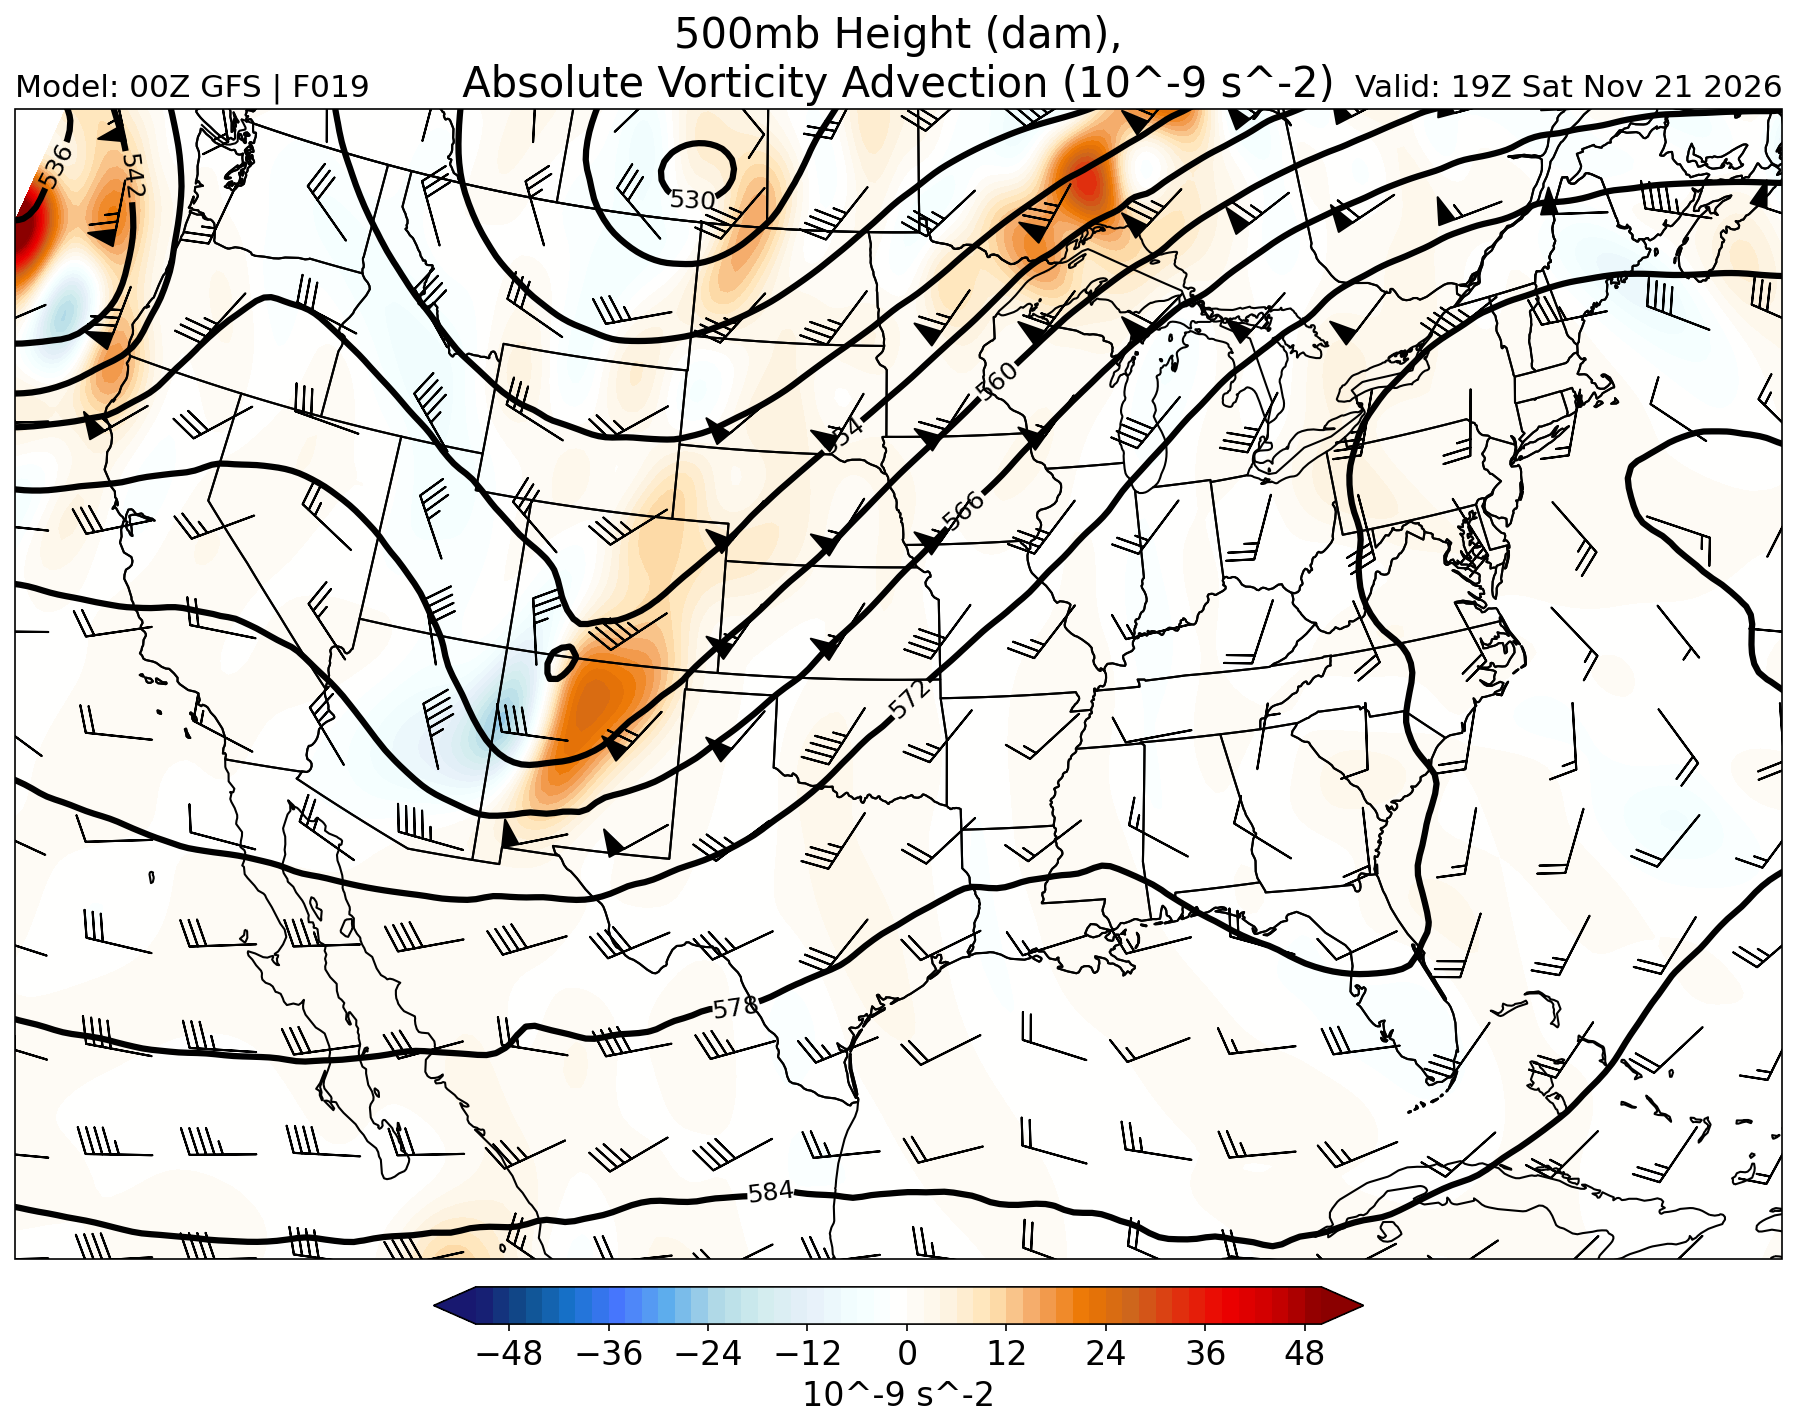 500mb Height (dam),
Model: 00Z GFS | F019
Absolute Vorticity Advection (10^-9 s^-2)
Valid: 19Z Sat Nov 21 2026
536
542
530
560
566
572
578
584
−48 −36 −24 −12 0 12 24 36 48
10^-9 s^-2